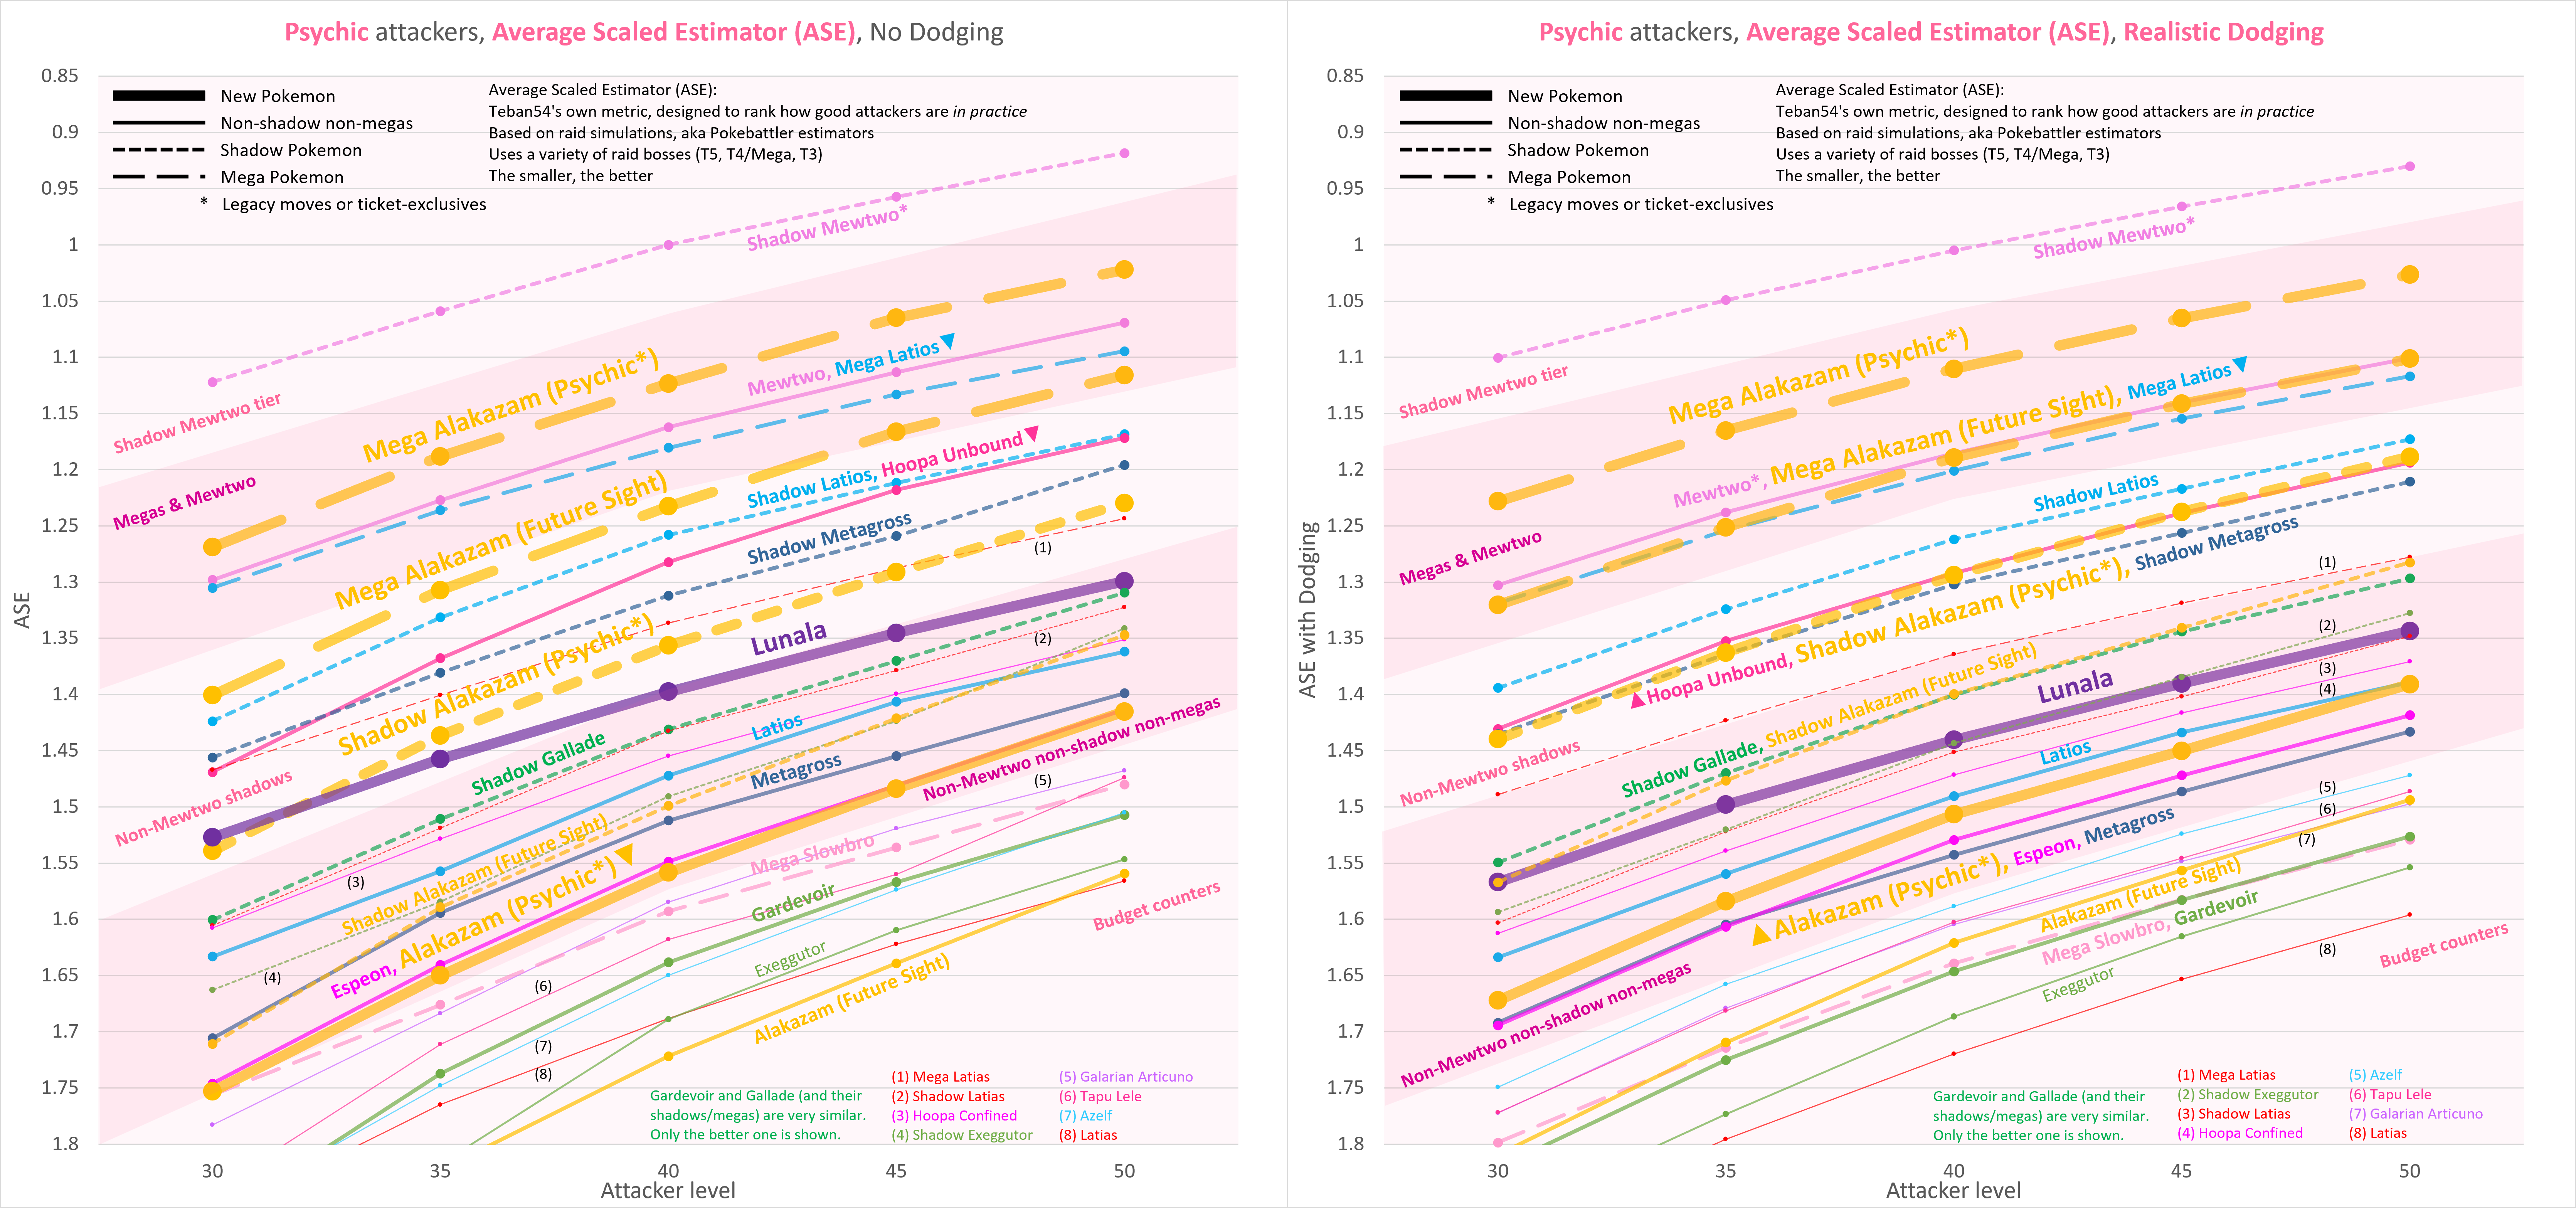 Psychic attackers, Average Scaled Estimator (ASE), No Dodging
0.85
0.9
0.95
1
1.05
1.1
1.15
1.2
1.25
1.3
1.35
1.4
1.45
1.5
1.55
1.6
1.65
1.7
1.75
1.8
ASE
New Pokemon
Non-shadow non-megas
Shadow Pokemon
Mega Pokemon
* Legacy moves or ticket-exclusives
Average Scaled Estimator (ASE):
Teban54's own metric, designed to rank how good attackers are in practice
Based on raid simulations, aka Pokebattler estimators
Uses a variety of raid bosses (T5, T4/Mega, T3)
The smaller, the better
Shadow Mewtwo*
Shadow Mewtwo tier
Mega Alakazam (Psychic*)
Mewtwo, Mega Latios▼
Megas & Mewtwo
Mega Alakazam (Future Sight)
Shadow Latios, Hoopa Unbound▼
Shadow Metagross
(1)
Shadow Alakazam (Psychic*)
Lunala
(2)
Non-Mewtwo shadows
Shadow Gallade
Latios
Metagross
Non-Mewtwo non-shadow non-megas
(3)
Shadow Alakazam (Future Sight)
(4)
Espeon, Alakazam (Psychic*)▼
(5)
Mega Slowbro
Gardevoir
Exeggutor
Budget counters
(6)
(7)
(8)
Alakazam (Future Sight)
Gardevoir and Gallade (and their
shadows/megas) are very similar.
Only the better one is shown.
(1) Mega Latias
(2) Shadow Latias
(3) Hoopa Confined
(4) Shadow Exeggutor
(5) Galarian Articuno
(6) Tapu Lele
(7) Azelf
(8) Latias
30 35 40 45 50
Attacker level
Psychic attackers, Average Scaled Estimator (ASE), Realistic Dodging
0.85
0.9
0.95
1
1.05
1.1
1.15
1.2
1.25
1.3
1.35
1.4
1.45
1.5
1.55
1.6
1.65
1.7
1.75
1.8
ASE with Dodging
New Pokemon
Non-shadow non-megas
Shadow Pokemon
Mega Pokemon
* Legacy moves or ticket-exclusives
Average Scaled Estimator (ASE):
Teban54's own metric, designed to rank how good attackers are in practice
Based on raid simulations, aka Pokebattler estimators
Uses a variety of raid bosses (T5, T4/Mega, T3)
The smaller, the better
Shadow Mewtwo*
Shadow Mewtwo tier
Mega Alakazam (Psychic*)
Mewtwo*, Mega Alakazam (Future Sight), Mega Latios▼
Megas & Mewtwo
Shadow Latios
▲Hoopa Unbound, Shadow Alakazam (Psychic*), Shadow Metagross
(1)
(2)
(3)
(4)
Non-Mewtwo shadows
Shadow Gallade, Shadow Alakazam (Future Sight)
Lunala
Latios
▲Alakazam (Psychic*), Espeon, Metagross
(5)
(6)
(7)
Non-Mewtwo non-shadow non-megas
Alakazam (Future Sight)
Mega Slowbro, Gardevoir
Exeggutor
(8)
Budget counters
Gardevoir and Gallade (and their
shadows/megas) are very similar.
Only the better one is shown.
(1) Mega Latias
(2) Shadow Exeggutor
(3) Shadow Latias
(4) Hoopa Confined
(5) Azelf
(6) Tapu Lele
(7) Galarian Articuno
(8) Latias
30 35 40 45 50
Attacker level